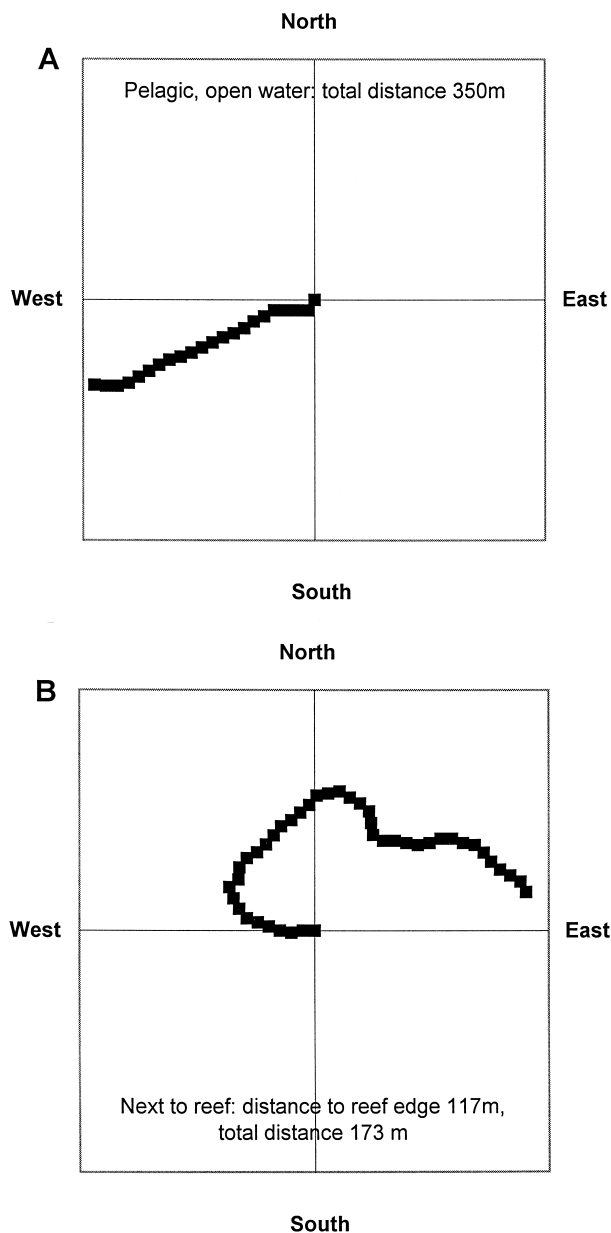 North
A
Pelagic, open water: total distance 350m
West
East
South
North
B
West
East
Next to reef: distance to reef edge 117m,
total distance 173 m
South